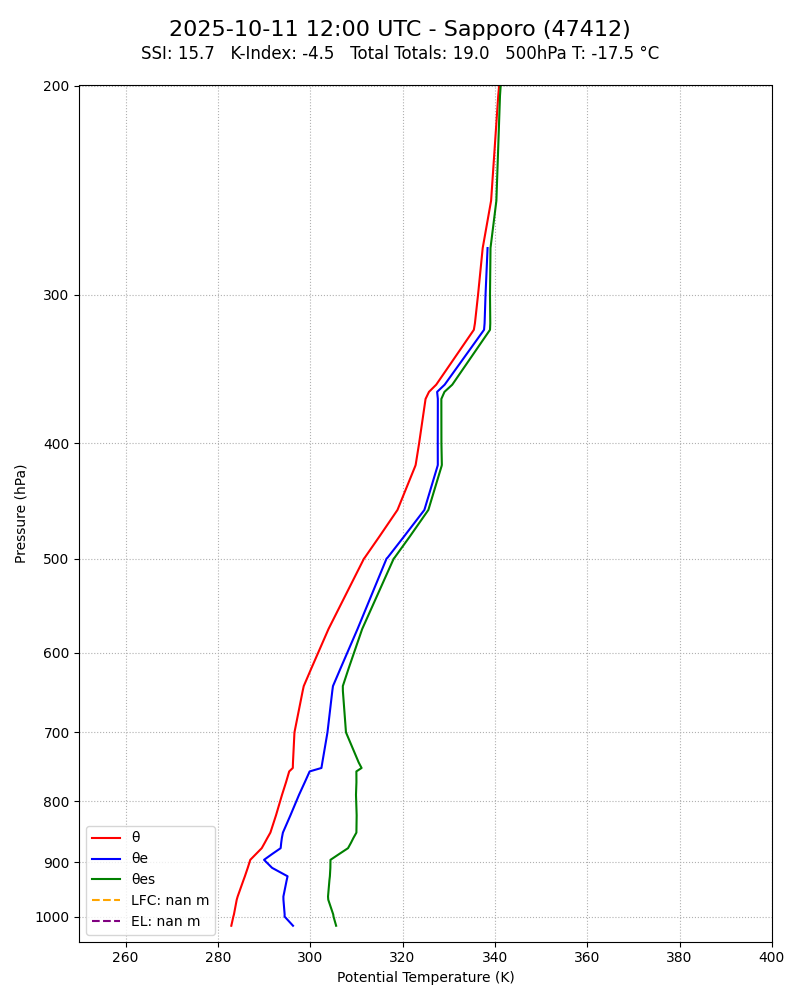 2025-10-11 12:00 UTC - Sapporo (47412)
SSI: 15.7   K-Index: -4.5   Total Totals: 19.0   500hPa T: -17.5 °C
200
300
400
500
600
700
800
900
1000
Pressure (hPa)
θ
θe
θes
LFC: nan m
EL: nan m
260 280 300 320 340 360 380 400
Potential Temperature (K)